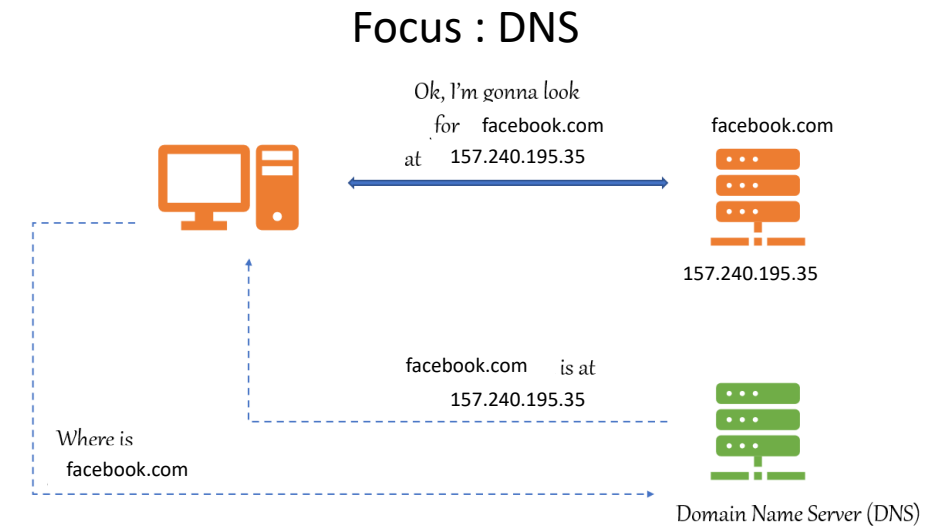 Focus : DNS
Ok, I'm gonna look
for facebook.com
at 157.240.195.35
facebook.com
157.240.195.35
facebook.com is at
157.240.195.35
Where is
facebook.com
Domain Name Server (DNS)